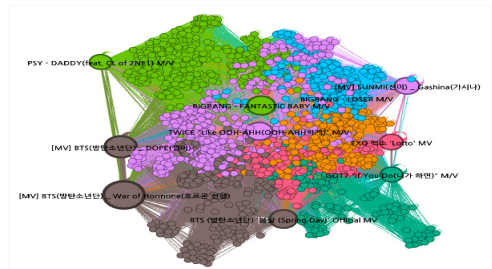 PSY - DADDY(feat. CL of 2NE1) M/V
[MV] SUNMI(선미) _ Gashina(가시나)
BIGBANG - LOSER M/V
BIGBANG - FANTASTIC BABY M/V
TWICE "Like OOH-AHH(OOH-AHH하게)" M/V
EXO 엑소 'Lotto' MV
[MV] BTS(방탄소년단) _ DOPE(쩔어)
GOT7 "If You Do(니가 하면)" M/V
[MV] BTS(방탄소년단) _ War of Hormone(호르몬 전쟁)
BTS (방탄소년단) '봄날 (Spring Day)' Official MV